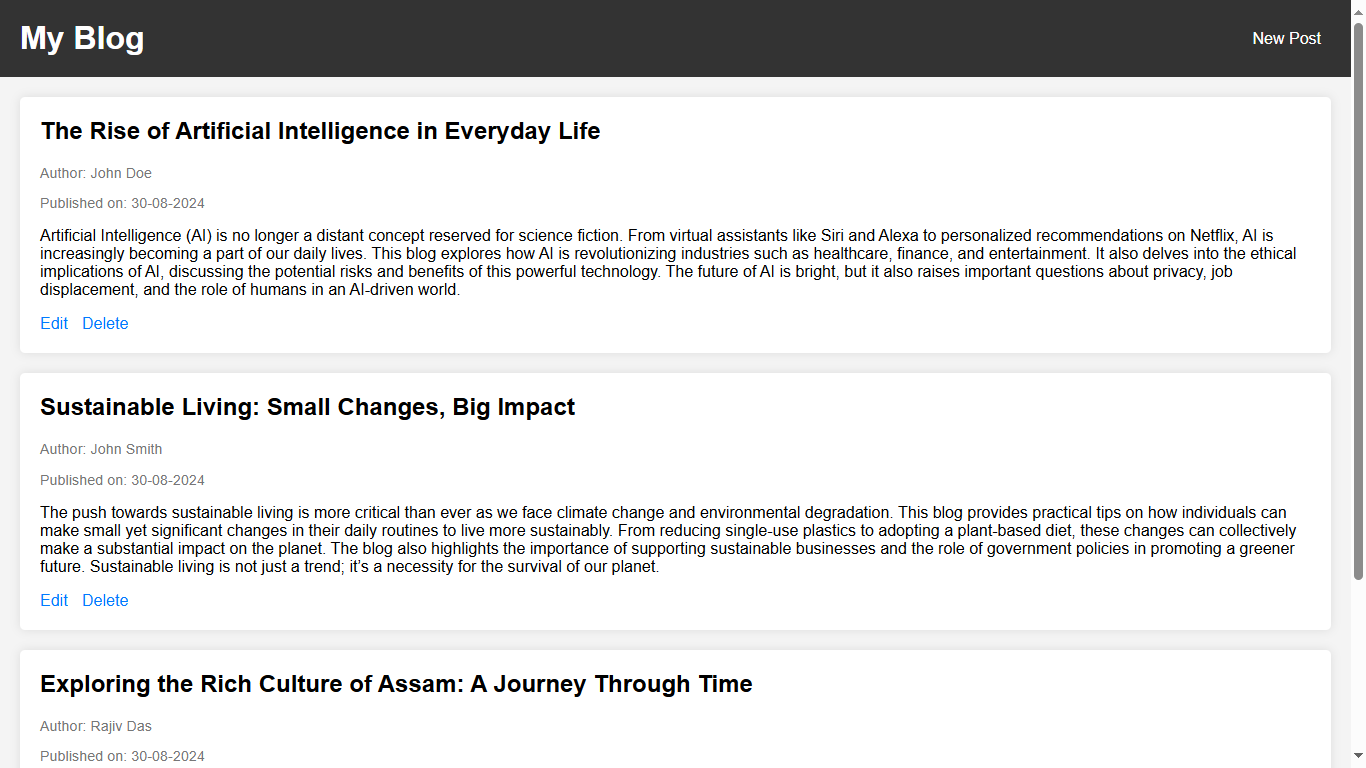 My Blog
New Post
The Rise of Artificial Intelligence in Everyday Life
Author: John Doe
Published on: 30-08-2024
Artificial Intelligence (AI) is no longer a distant concept reserved for science fiction. From virtual assistants like Siri and Alexa to personalized recommendations on Netflix, AI is
increasingly becoming a part of our daily lives. This blog explores how AI is revolutionizing industries such as healthcare, finance, and entertainment. It also delves into the ethical
implications of AI, discussing the potential risks and benefits of this powerful technology. The future of AI is bright, but it also raises important questions about privacy, job
displacement, and the role of humans in an AI-driven world.
Edit Delete
Sustainable Living: Small Changes, Big Impact
Author: John Smith
Published on: 30-08-2024
The push towards sustainable living is more critical than ever as we face climate change and environmental degradation. This blog provides practical tips on how individuals can
make small yet significant changes in their daily routines to live more sustainably. From reducing single-use plastics to adopting a plant-based diet, these changes can collectively
make a substantial impact on the planet. The blog also highlights the importance of supporting sustainable businesses and the role of government policies in promoting a greener
future. Sustainable living is not just a trend; it’s a necessity for the survival of our planet.
Edit Delete
Exploring the Rich Culture of Assam: A Journey Through Time
Author: Rajiv Das
Published on: 30-08-2024